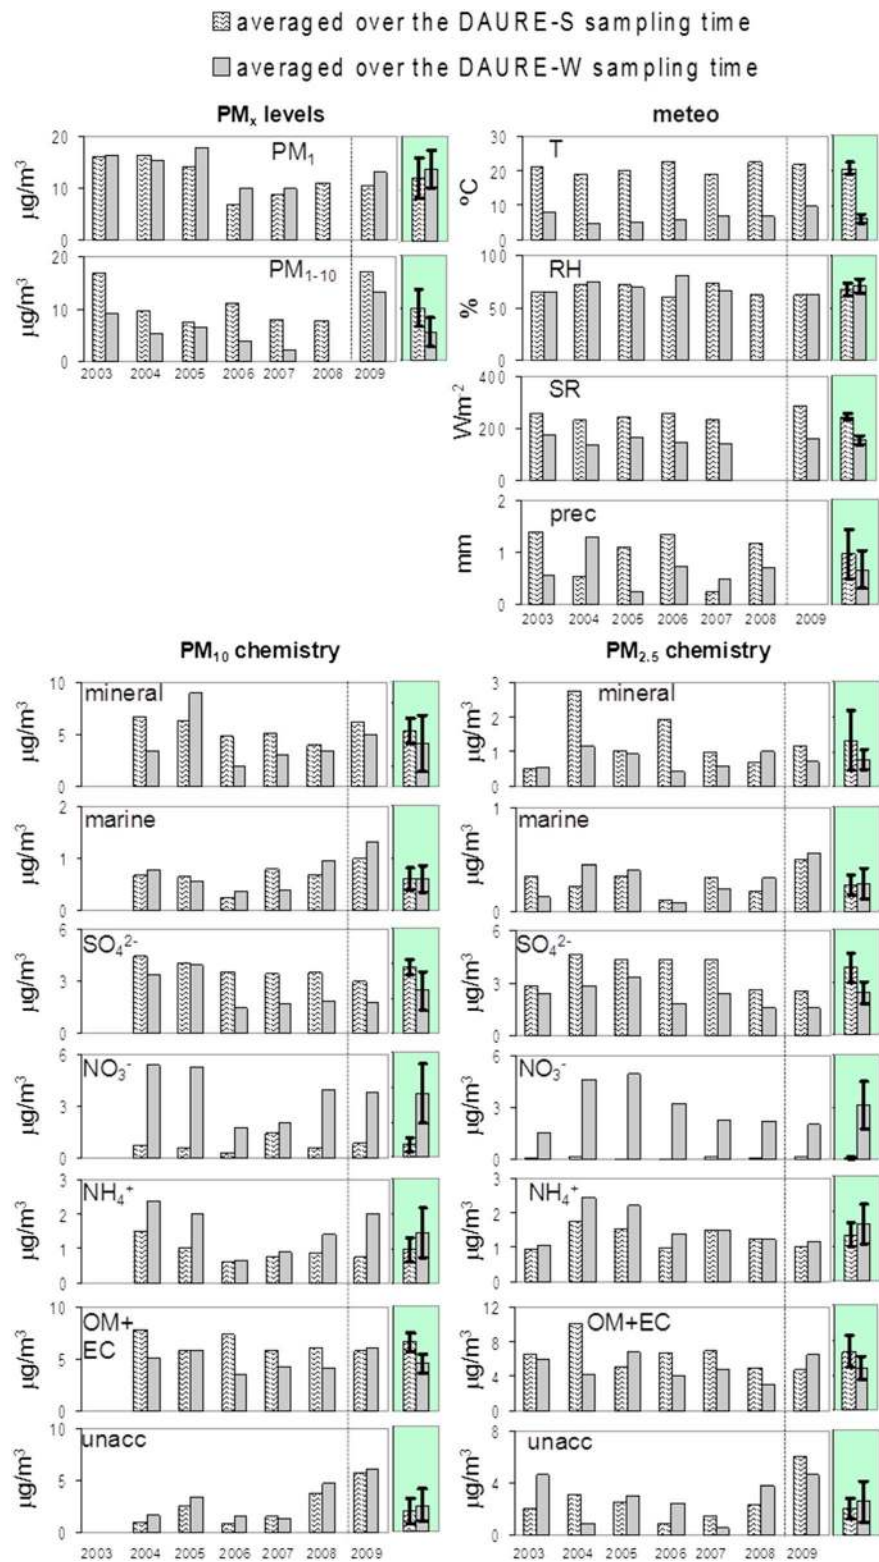 averaged over the DAURE-S sampling time
averaged over the DAURE-W sampling time
PMx levels
20
10
0
µg/m³
PM₁
20
10
0
µg/m³
PM₁₋₁₀
2003 2004 2005 2006 2007 2008 2009
meteo
30
20
10
0
ºC
T
100
50
0
%
RH
400
200
0
Wm⁻²
SR
2
1
0
mm
prec
2003 2004 2005 2006 2007 2008 2009
PM₁₀ chemistry
10
5
0
µg/m³
mineral
2
1
0
µg/m³
marine
6
3
0
µg/m³
SO₄²⁻
6
3
0
µg/m³
NO₃⁻
3
2
1
0
µg/m³
NH₄⁺
10
5
0
µg/m³
OM+
EC
10
5
0
µg/m³
unacc
2003 2004 2005 2006 2007 2008 2009
PM₂.₅ chemistry
3
2
1
0
µg/m³
mineral
1
0
µg/m³
marine
6
3
0
µg/m³
SO₄²⁻
6
3
0
µg/m³
NO₃⁻
3
2
1
0
µg/m³
NH₄⁺
12
8
4
0
µg/m³
OM+EC
8
4
0
µg/m³
unacc
2003 2004 2005 2006 2007 2008 2009